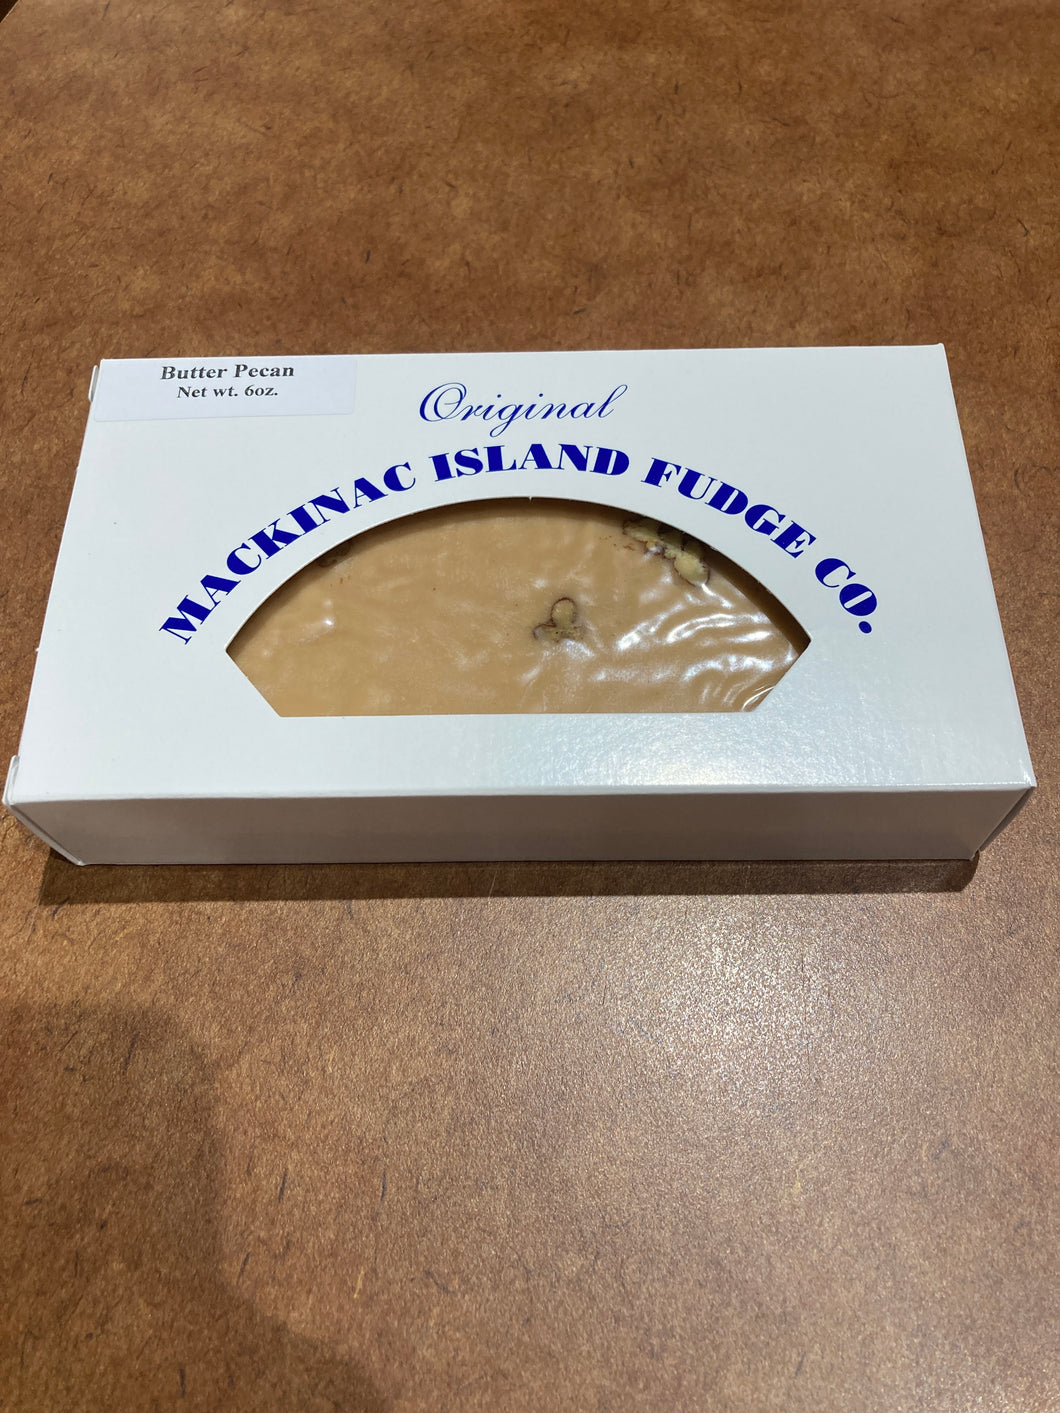 Butter Pecan
Net wt. 6oz.
Original
MACKINAC ISLAND FUDGE CO.